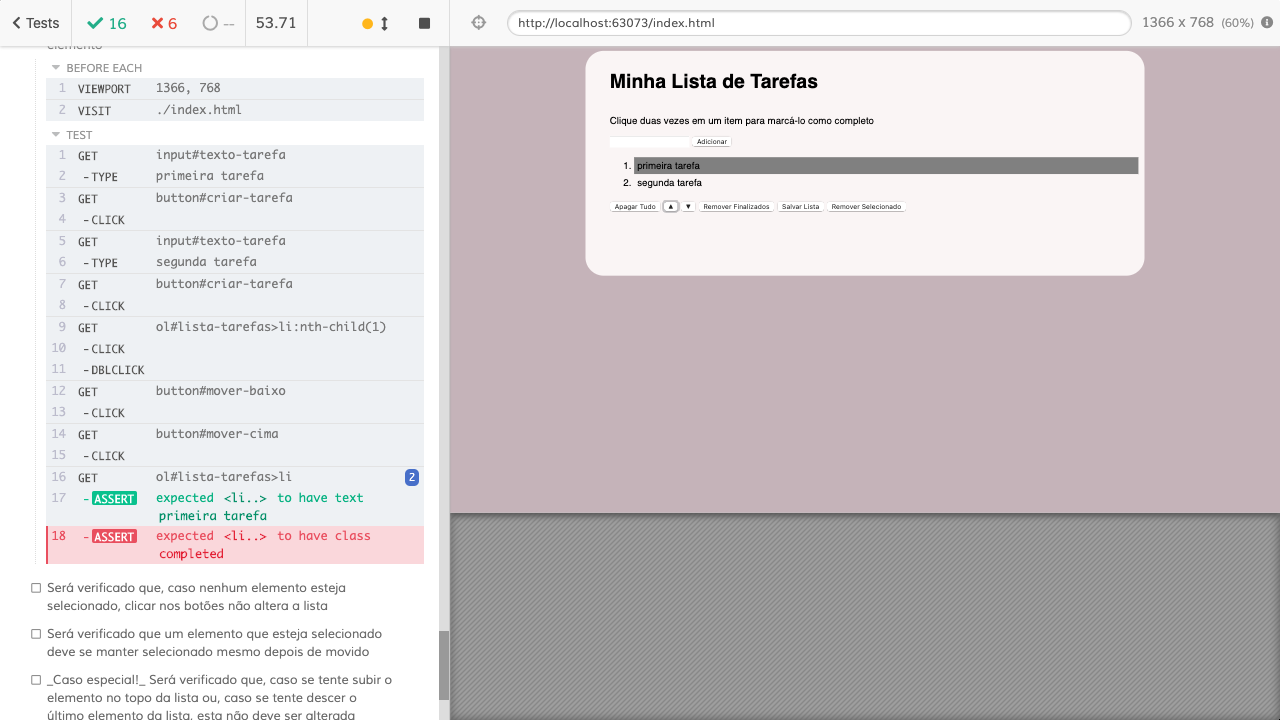 Tests
16
6
--
53.71
http://localhost:63073/index.html
1366 x 768 (60%)
elemento
BEFORE EACH
1 VIEWPORT 1366, 768
2 VISIT ./index.html
TEST
1 GET input#texto-tarefa
2 -TYPE primeira tarefa
3 GET button#criar-tarefa
4 -CLICK
5 GET input#texto-tarefa
6 -TYPE segunda tarefa
7 GET button#criar-tarefa
8 -CLICK
9 GET ol#lista-tarefas>li:nth-child(1)
10 -CLICK
11 -DBLCLICK
12 GET button#mover-baixo
13 -CLICK
14 GET button#mover-cima
15 -CLICK
16 GET ol#lista-tarefas>li 2
17 -ASSERT expected <li..> to have text
primeira tarefa
18 -ASSERT expected <li..> to have class
completed
Será verificado que, caso nenhum elemento esteja
selecionado, clicar nos botões não altera a lista
Será verificado que um elemento que esteja selecionado
deve se manter selecionado mesmo depois de movido
_Caso especial!_ Será verificado que, caso se tente subir o
elemento no topo da lista ou, caso se tente descer o
último elemento da lista, esta não deve ser alterada
Minha Lista de Tarefas
Clique duas vezes em um item para marcá-lo como completo
Adicionar
1. primeira tarefa
2. segunda tarefa
Apagar Tudo ▲ ▼ Remover Finalizados Salvar Lista Remover Selecionado